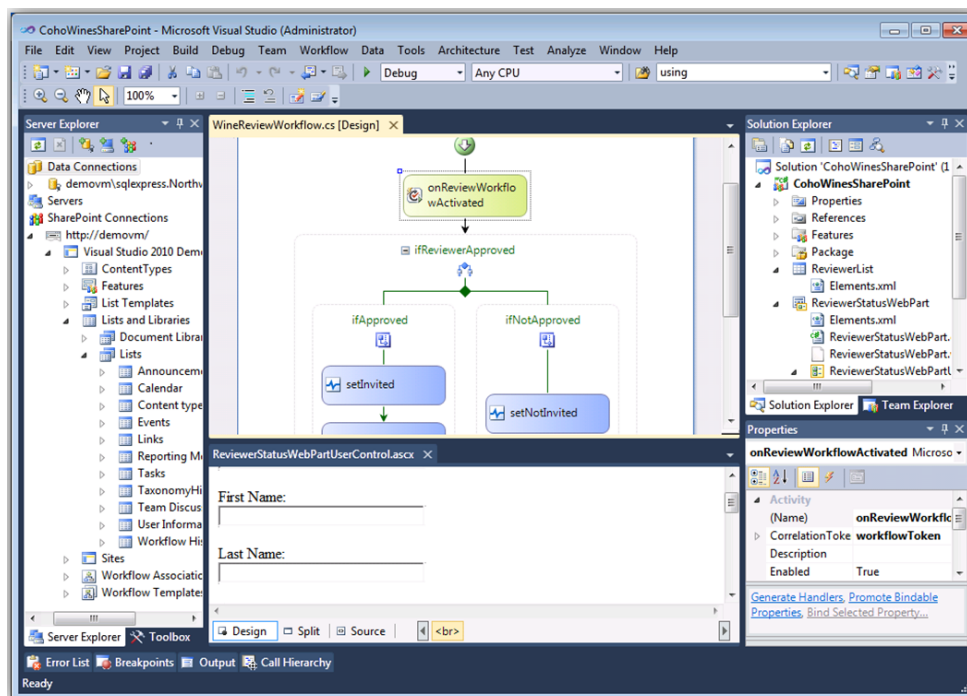 CohoWinesSharePoint - Microsoft Visual Studio (Administrator)
File Edit View Project Build Debug Team Workflow Data Tools Architecture Test Analyze Window Help
Debug Any CPU using
100%
Server Explorer
Data Connections
demovm\sqlexpress.Northw
Servers
SharePoint Connections
http://demovm/
Visual Studio 2010 Demo
ContentTypes
Features
List Templates
Lists and Libraries
Document Librar
Lists
Announceme
Calendar
Content type
Events
Links
Reporting M
Tasks
TaxonomyHi
Team Discus
User Informa
Workflow His
Sites
Workflow Associatic
Workflow Templates
Server Explorer Toolbox
WineReviewWorkflow.cs [Design]
onReviewWorkflo
wActivated
ifReviewerApproved
ifApproved
ifNotApproved
setInvited
setNotInvited
ReviewerStatusWebPartUserControl.ascx
First Name:
Last Name:
Design Split Source <br>
Solution Explorer
Solution 'CohoWinesSharePoint' (1
CohoWinesSharePoint
Properties
References
Features
Package
ReviewerList
Elements.xml
ReviewerStatusWebPart
Elements.xml
ReviewerStatusWebPart.
ReviewerStatusWebPart.
ReviewerStatusWebPartU
Solution Explorer Team Explorer
Properties
onReviewWorkflowActivated Microso
Activity
(Name) onReviewWorkflo
CorrelationToke workflowToken
Description
Enabled True
Generate Handlers, Promote Bindable
Properties, Bind Selected Property...
Error List Breakpoints Output Call Hierarchy
Ready